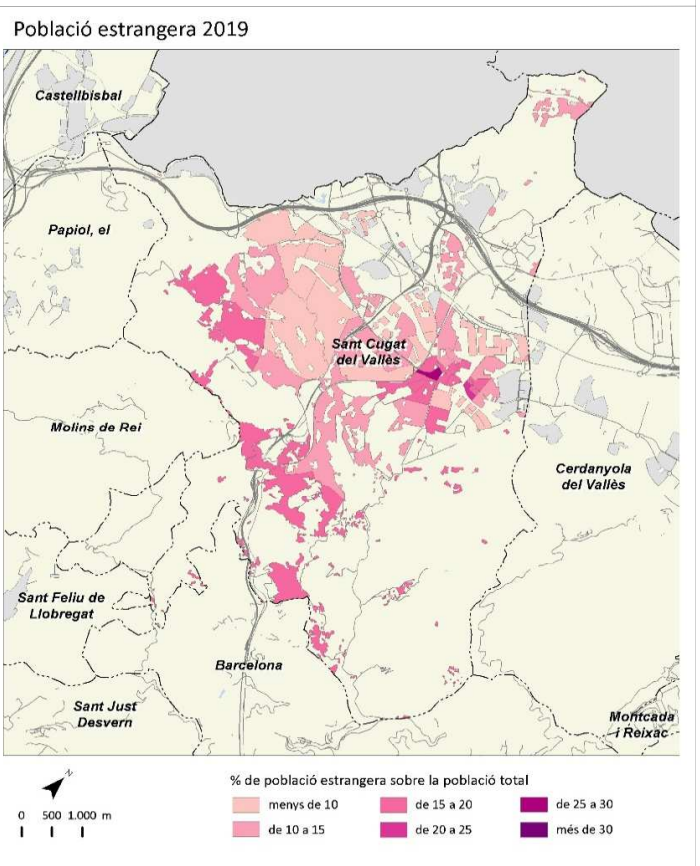 Població estrangera 2019
Castellbisbal
Papiol, el
Sant Cugat
del Vallès
Molins de Rei
Cerdanyola
del Vallès
Sant Feliu de
Llobregat
Barcelona
Sant Just
Desvern
Montcada
i Reixac
% de població estrangera sobre la població total
N
menys de 10
de 15 a 20
de 25 a 30
0 500 1.000 m
de 10 a 15
de 20 a 25
més de 30